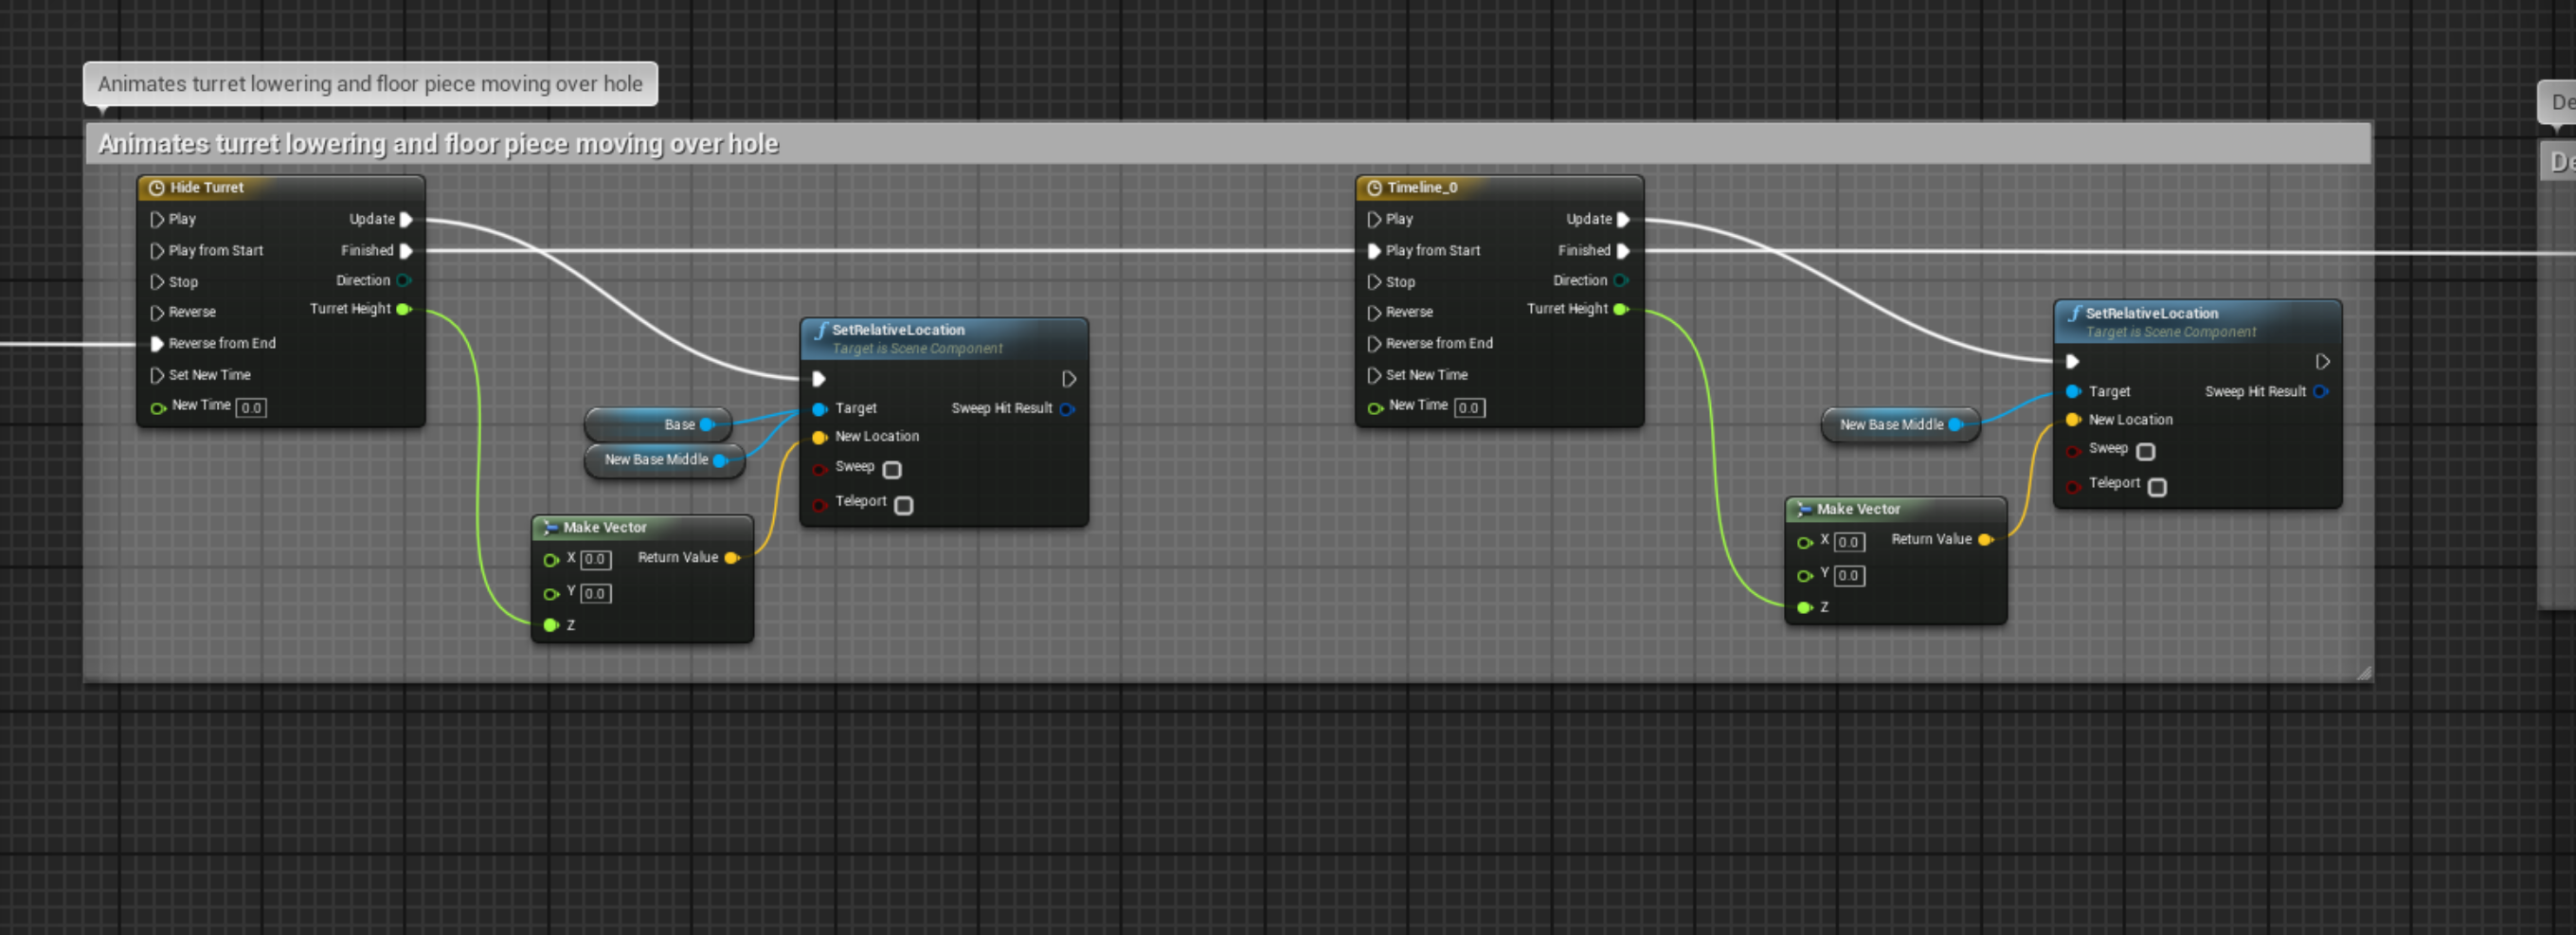 Animates turret lowering and floor piece moving over hole
De
Animates turret lowering and floor piece moving over hole
De
Hide Turret
Play
Update
Play from Start
Finished
Stop
Direction
Reverse
Turret Height
Reverse from End
Set New Time
New Time 0.0
Base
New Base Middle
Make Vector
X 0.0
Return Value
Y 0.0
Z
SetRelativeLocation
Target is Scene Component
Target
Sweep Hit Result
New Location
Sweep
Teleport
Timeline_0
Play
Update
Play from Start
Finished
Stop
Direction
Reverse
Turret Height
Reverse from End
Set New Time
New Time 0.0
New Base Middle
Make Vector
X 0.0
Return Value
Y 0.0
Z
SetRelativeLocation
Target is Scene Component
Target
Sweep Hit Result
New Location
Sweep
Teleport